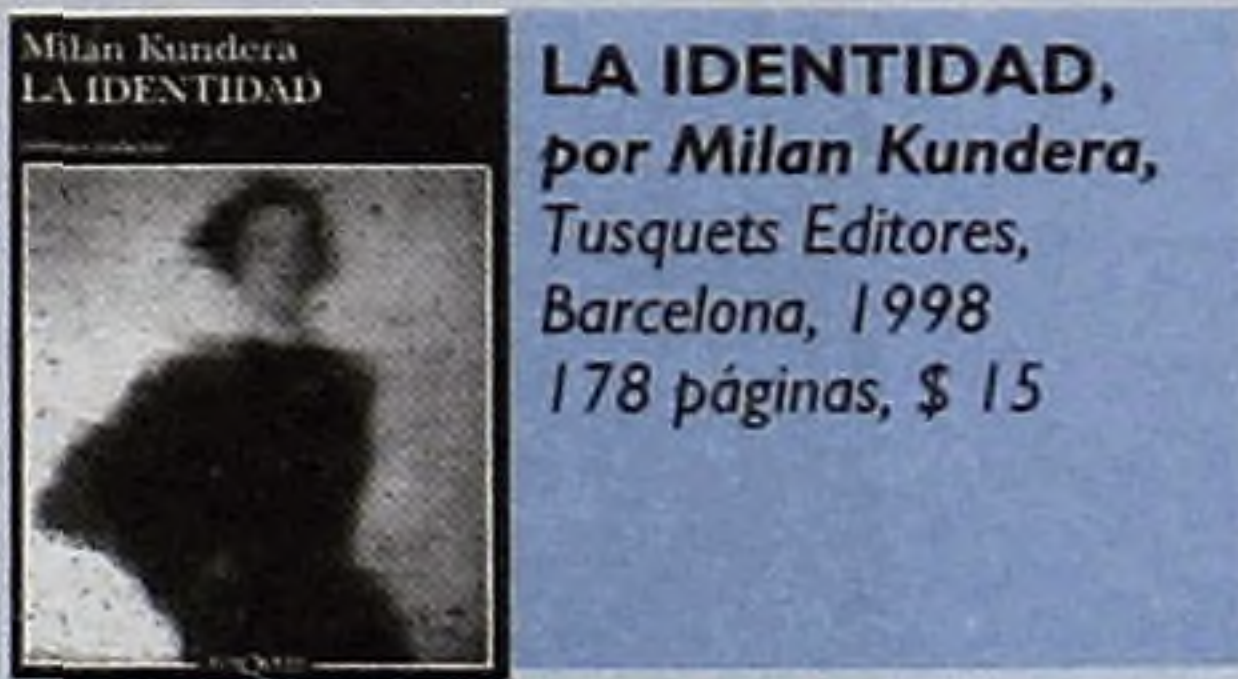 Milan Kundera
LA IDENTIDAD
LA IDENTIDAD,
por Milan Kundera,
Tusquets Editores,
Barcelona, 1998
178 páginas, $ 15